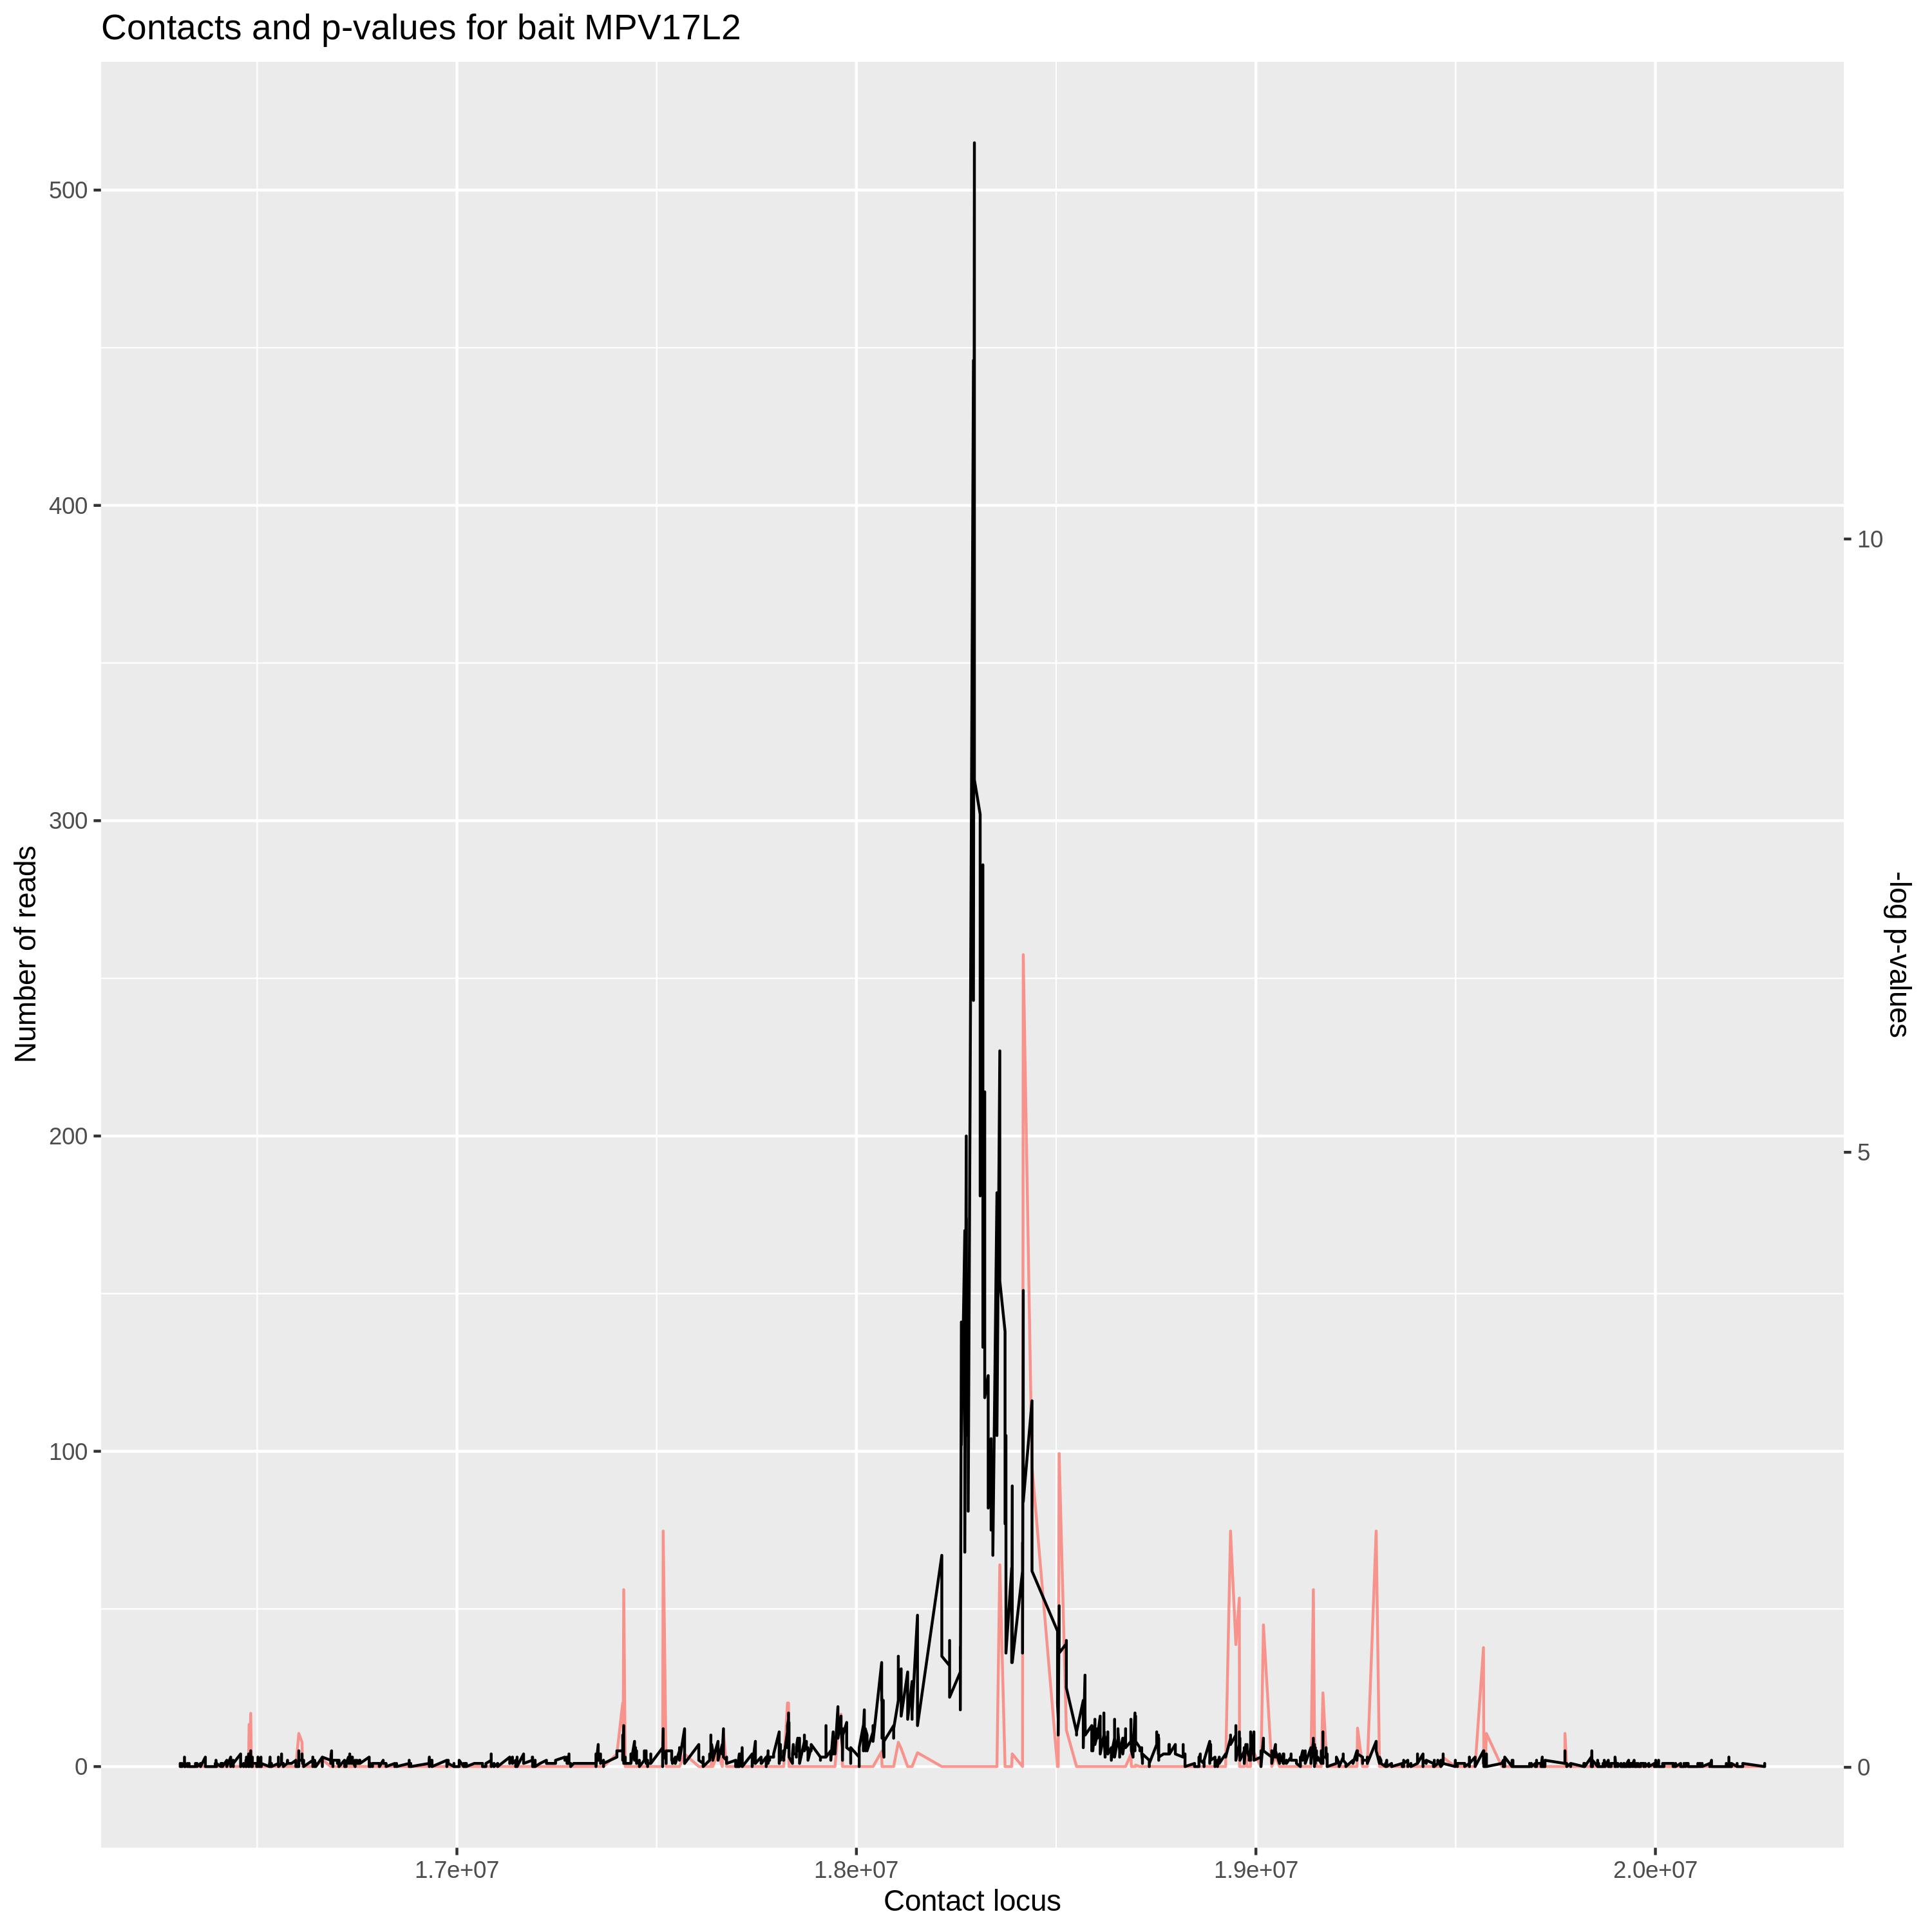 Contacts and p-values for bait MPV17L2
500
400
300
200
100
0
Number of reads
10
5
0
-log p-values
1.7e+07
1.8e+07
1.9e+07
2.0e+07
Contact locus